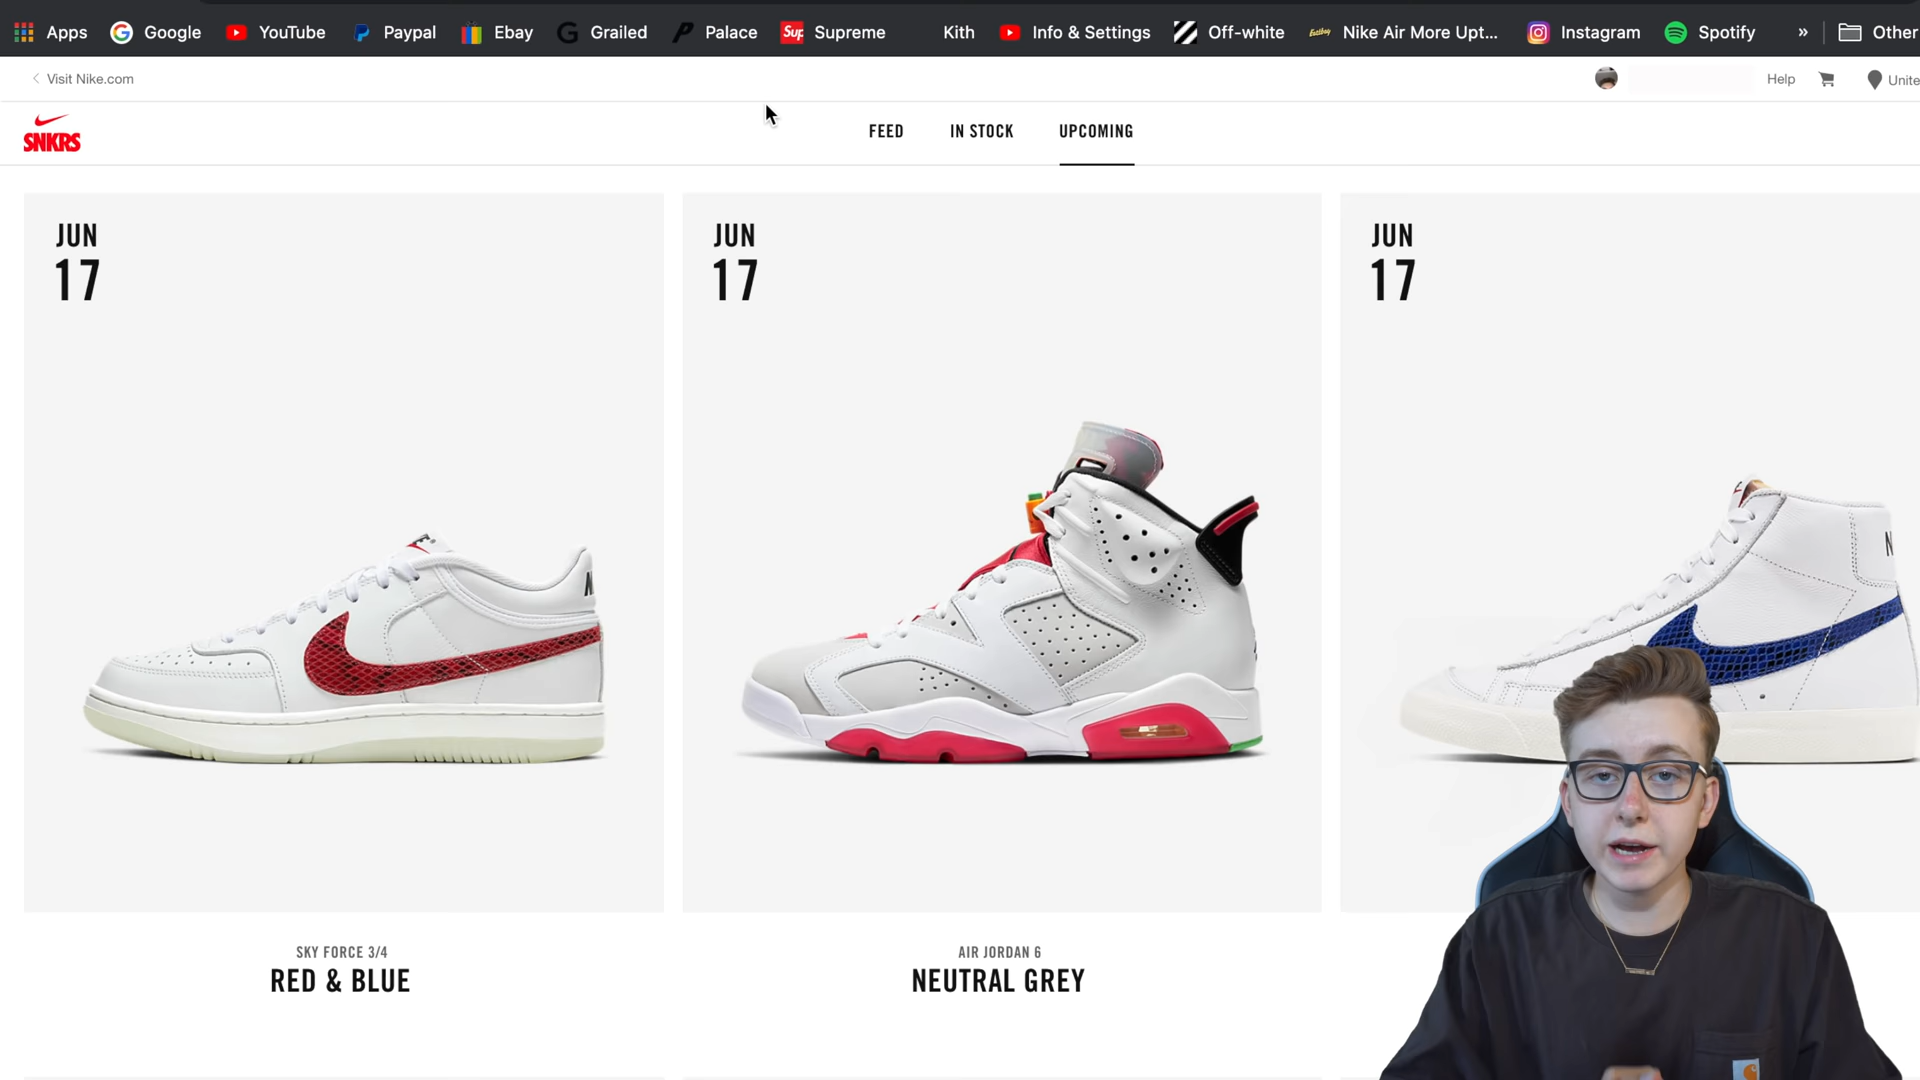 Apps Google YouTube Paypal Ebay Grailed Palace Supreme Kith Info & Settings Off-white Nike Air More Upt... Instagram Spotify » Other
Visit Nike.com Help Unite
SNKRS FEED IN STOCK UPCOMING
JUN
17
JUN
17
JUN
17
SKY FORCE 3/4
RED & BLUE
AIR JORDAN 6
NEUTRAL GREY